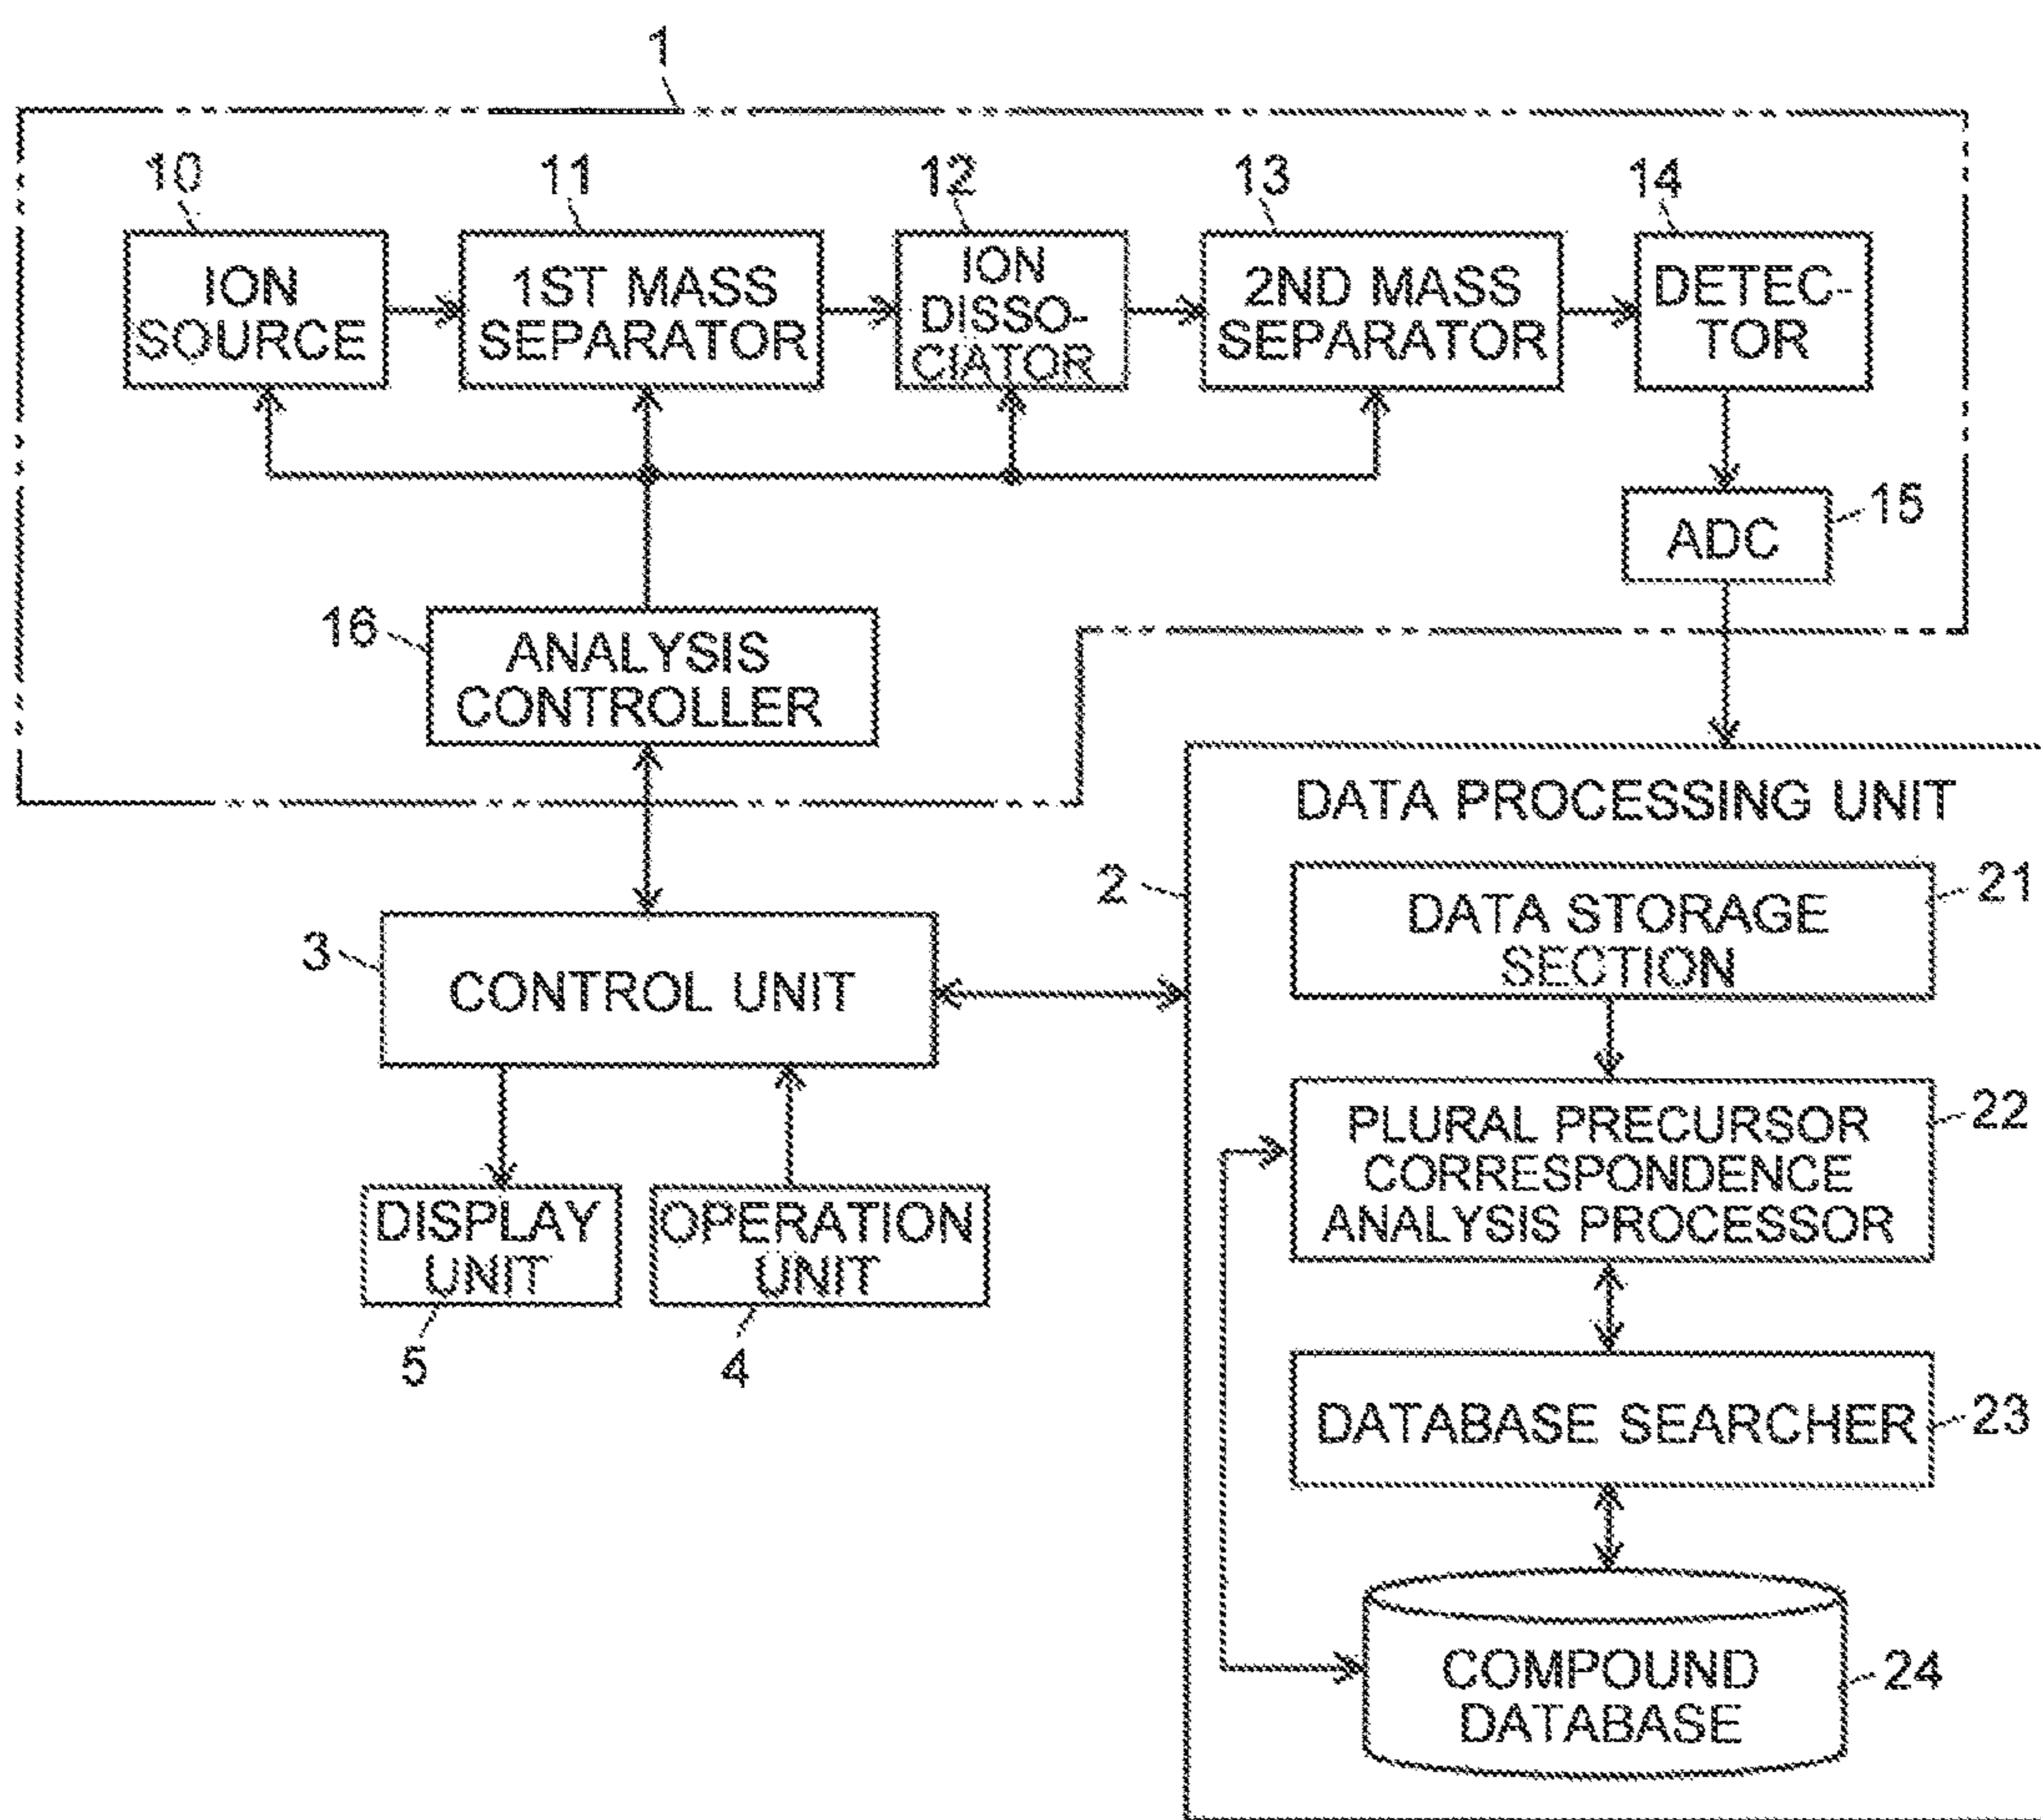 1
10
11
12
13
14
ION
SOURCE
1ST MASS
SEPARATOR
ION
DISSO-
CIATOR
2ND MASS
SEPARATOR
DETEC-
TOR
ADC
15
16
ANALYSIS
CONTROLLER
DATA PROCESSING UNIT
2
21
DATA STORAGE
SECTION
3
CONTROL UNIT
22
PLURAL PRECURSOR
CORRESPONDENCE
ANALYSIS PROCESSOR
DISPLAY
UNIT
OPERATION
UNIT
5
4
DATABASE SEARCHER
23
COMPOUND
DATABASE
24